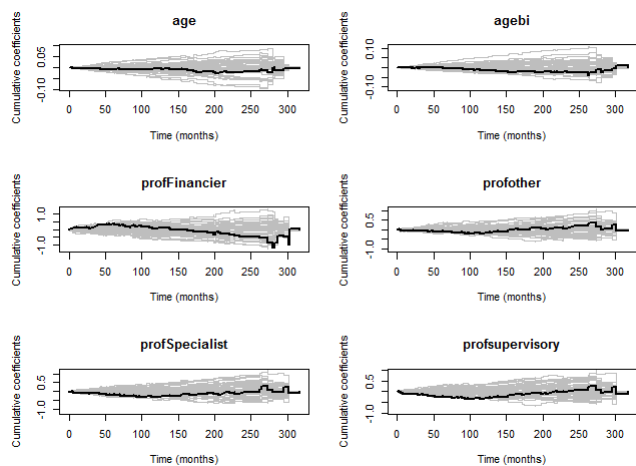 age
Cumulative coefficients
-0.10 0.05
0 50 100 150 200 250 300
Time (months)
agebi
Cumulative coefficients
-0.10 0.10
0 50 100 150 200 250 300
Time (months)
profFinancier
Cumulative coefficients
-1.0 1.0
0 50 100 150 200 250 300
Time (months)
profother
Cumulative coefficients
-1.0 0.5
0 50 100 150 200 250 300
Time (months)
profSpecialist
Cumulative coefficients
-1.0 0.5
0 50 100 150 200 250 300
Time (months)
profsupervisory
Cumulative coefficients
-1.0 0.5
0 50 100 150 200 250 300
Time (months)